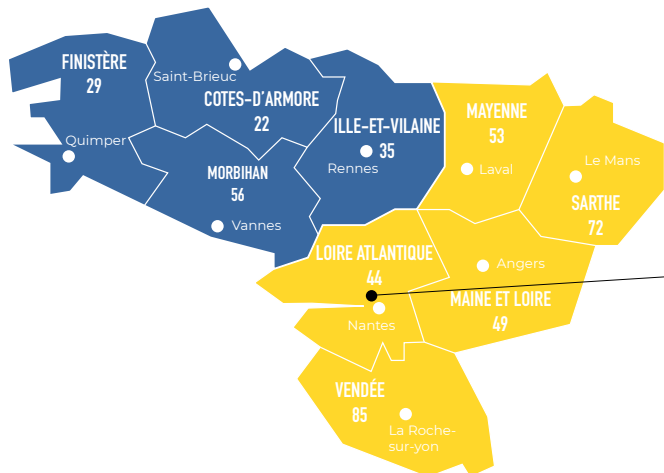 FINISTÈRE
29
Quimper
Saint-Brieuc
COTES-D'ARMORE
22
MORBIHAN
56
Vannes
ILLE-ET-VILAINE
35
Rennes
MAYENNE
53
Laval
Le Mans
SARTHE
72
LOIRE ATLANTIQUE
44
Nantes
Angers
MAINE ET LOIRE
49
VENDÉE
85
La Roche-
sur-yon